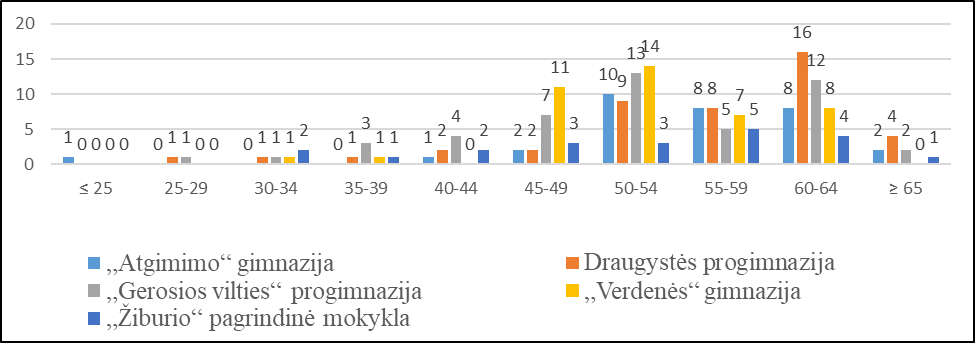 20
15
10
5
0
1 0 0 0 0
0 1 1 0 0
0 1 1 1 2
0 1 3 1 1
1 2 4 0 2
2 2 7 11 3
10 9 13 14 3
8 8 5 7 5
8 16 12 8 4
2 4 2 0 1
≤ 25 25-29 30-34 35-39 40-44 45-49 50-54 55-59 60-64 ≥ 65
„Atgimimo“ gimnazija Draugystės progimnazija
„Gerosios vilties“ progimnazija „Verdenės“ gimnazija
„Žiburio“ pagrindinė mokykla